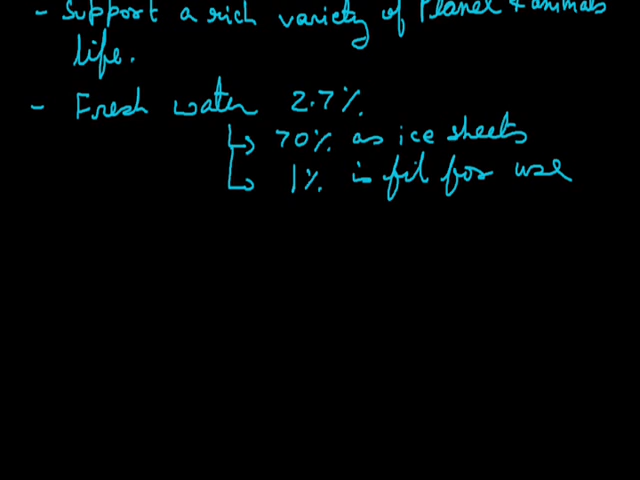 - Support a rich variety of Planet & animals
life.
- Fresh water 2.7%.
↳ 70% as ice sheets
↳ 1% is fit for use